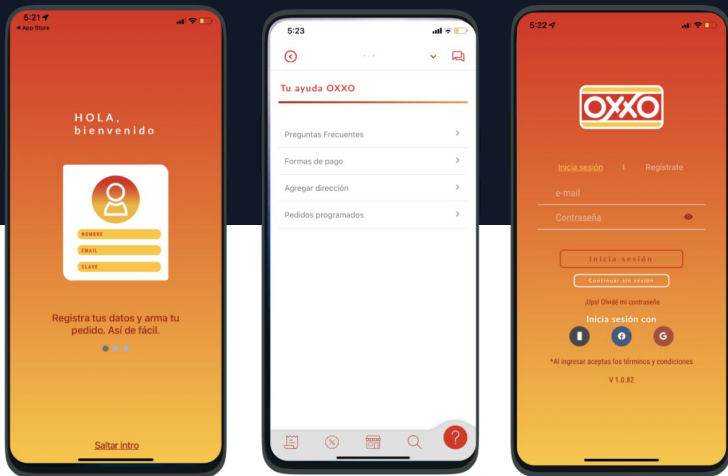 5:21
◀ App Store
HOLA,
bienvenido
NOMBRE
EMAIL
CLAVE
Registra tus datos y arma tu
pedido. Así de fácil.
Saltar intro
5:23
Tu ayuda OXXO
Preguntas Frecuentes
Formas de pago
Agregar dirección
Pedidos programados
?
5:22
OXXO
Inicia sesión | Regístrate
e-mail
Contraseña
Inicia sesión
Continuar sin sesión
¡Ups! Olvidé mi contraseña
Inicia sesión con
f G
*Al ingresar aceptas los términos y condiciones
V 1.0.82